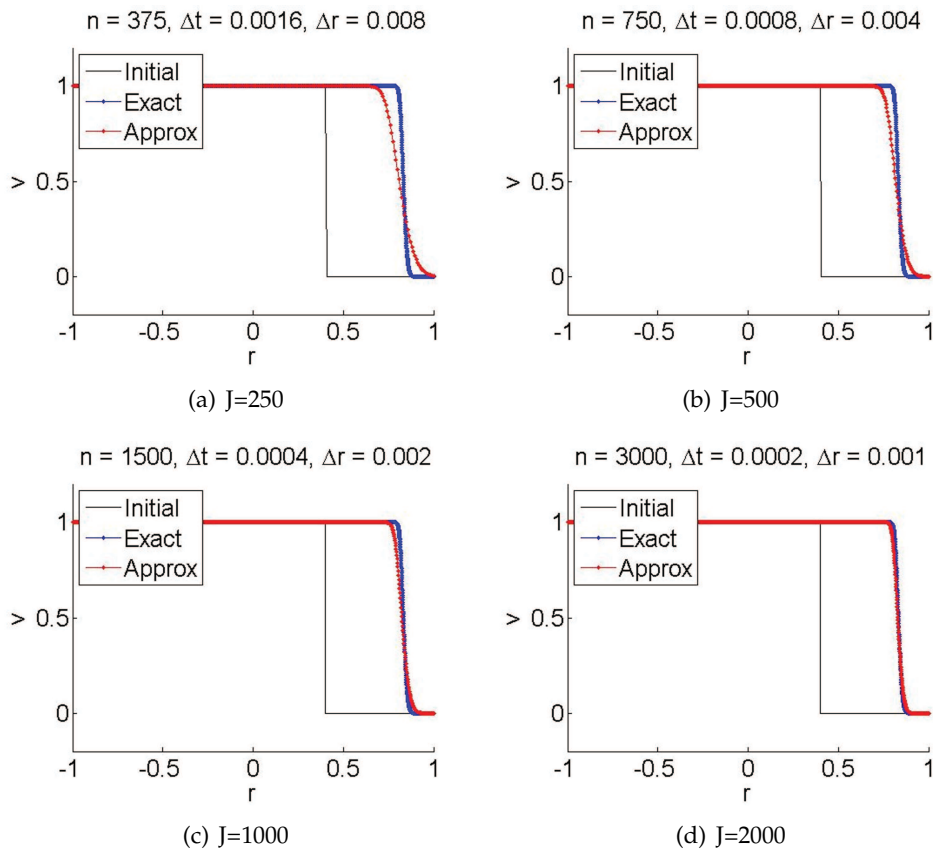 n = 375, Δt = 0.0016, Δr = 0.008
Initial
Exact
Approx
1
0.5
0
v
-1 -0.5 0 0.5 1
r
(a) J=250
n = 750, Δt = 0.0008, Δr = 0.004
Initial
Exact
Approx
1
0.5
0
v
-1 -0.5 0 0.5 1
r
(b) J=500
n = 1500, Δt = 0.0004, Δr = 0.002
Initial
Exact
Approx
1
0.5
0
v
-1 -0.5 0 0.5 1
r
(c) J=1000
n = 3000, Δt = 0.0002, Δr = 0.001
Initial
Exact
Approx
1
0.5
0
v
-1 -0.5 0 0.5 1
r
(d) J=2000